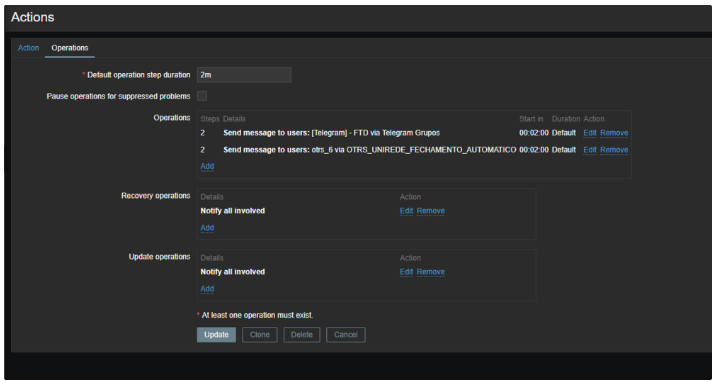 Actions
Action Operations
* Default operation step duration 2m
Pause operations for suppressed problems
Operations Steps Details Start in Duration Action
2 Send message to users: [Telegram] - FTD via Telegram Grupos 00:02:00 Default Edit Remove
2 Send message to users: otrs_6 via OTRS_UNIREDE_FECHAMENTO_AUTOMATICO 00:02:00 Default Edit Remove
Add
Recovery operations Details Action
Notify all involved Edit Remove
Add
Update operations Details Action
Notify all involved Edit Remove
Add
* At least one operation must exist.
Update Clone Delete Cancel